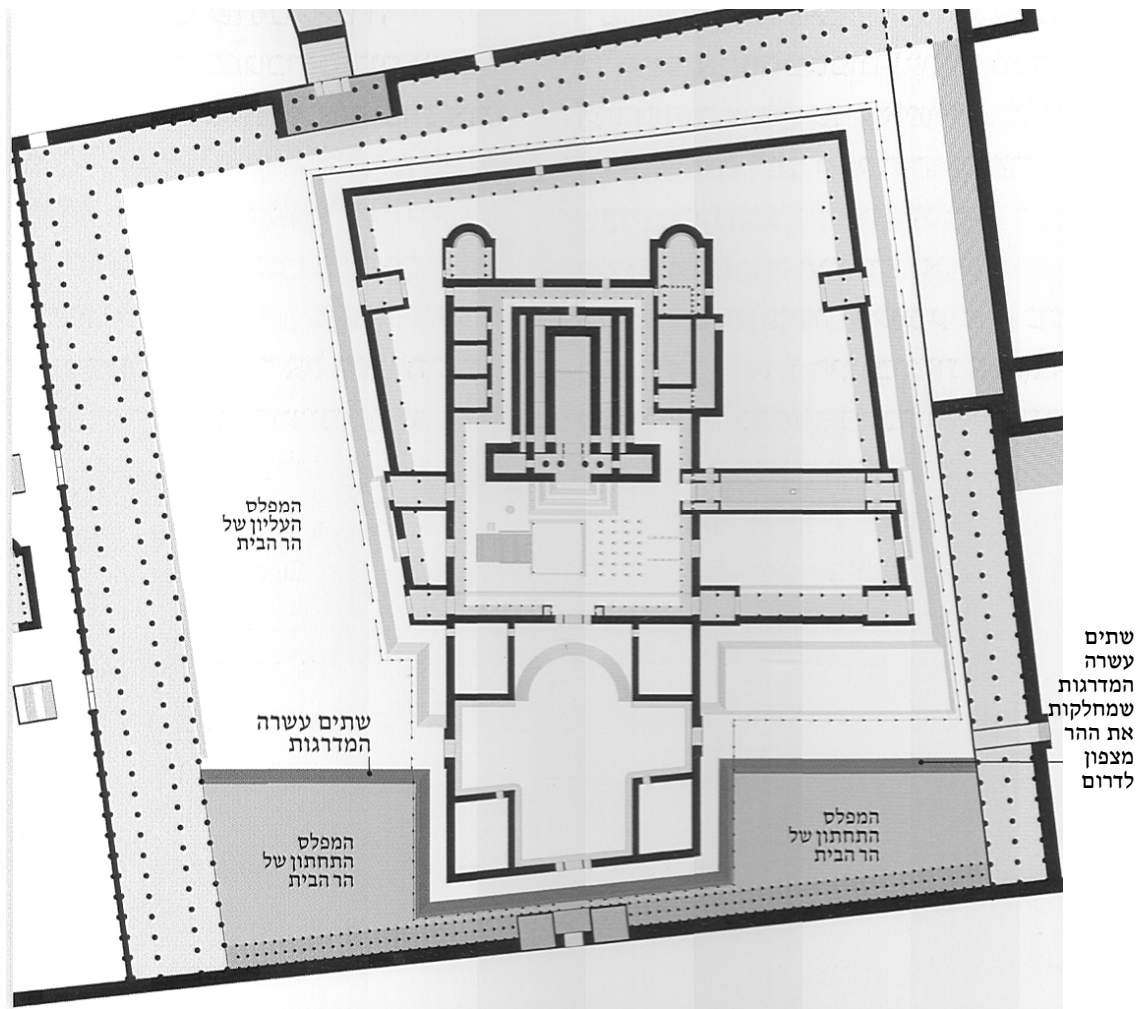 המפלס
העליון של
הר הבית
שתים עשרה
המדרגות
המפלס
התחתון של
הר הבית
המפלס
התחתון של
הר הבית
שתים
עשרה
המדרגות
שמחלקות
את ההר
מצפון
לדרום